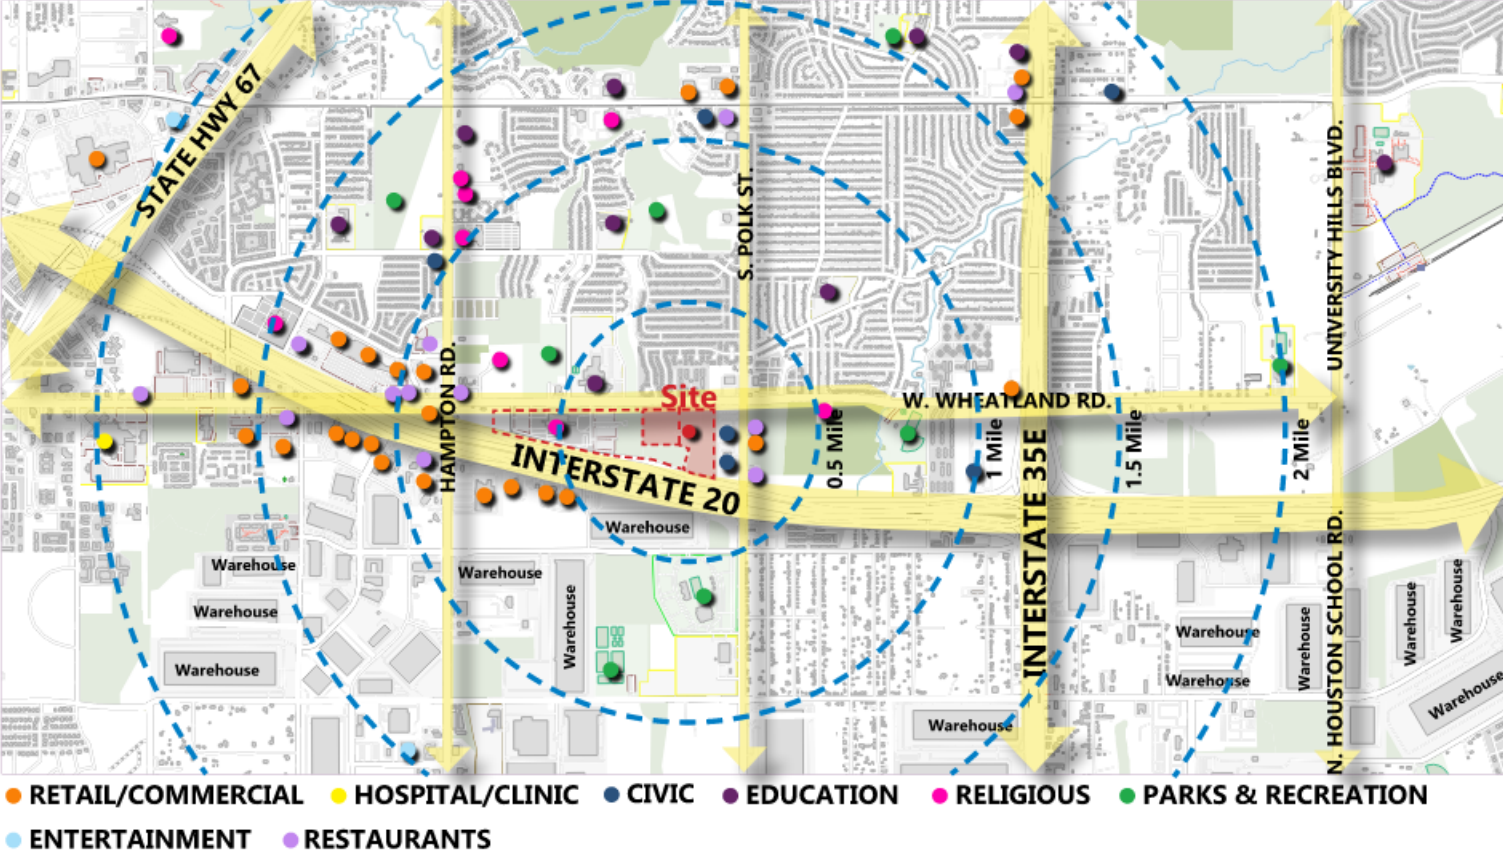 STATE HWY 67
S. POLK ST.
UNIVERSITY HILLS BLVD.
HAMPTON RD.
Site
W. WHEATLAND RD.
INTERSTATE 20
0.5 Mile
1 Mile
INTERSTATE 35E
1.5 Mile
2 Mile
N. HOUSTON SCHOOL RD.
Warehouse
Warehouse
Warehouse
Warehouse
Warehouse
Warehouse
Warehouse
Warehouse
Warehouse
Warehouse
Warehouse
Warehouse
Warehouse
Warehouse
RETAIL/COMMERCIAL
HOSPITAL/CLINIC
CIVIC
EDUCATION
RELIGIOUS
PARKS & RECREATION
ENTERTAINMENT
RESTAURANTS